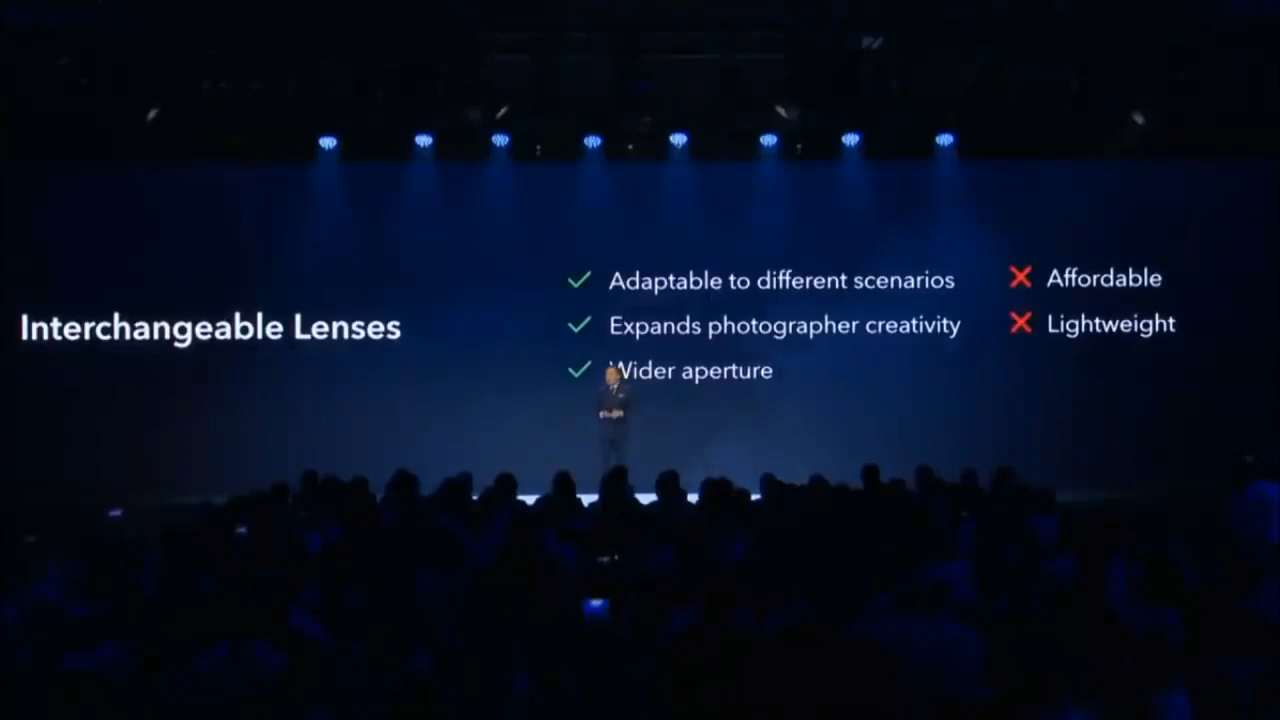 Interchangeable Lenses
Adaptable to different scenarios
Expands photographer creativity
Wider aperture
Affordable
Lightweight